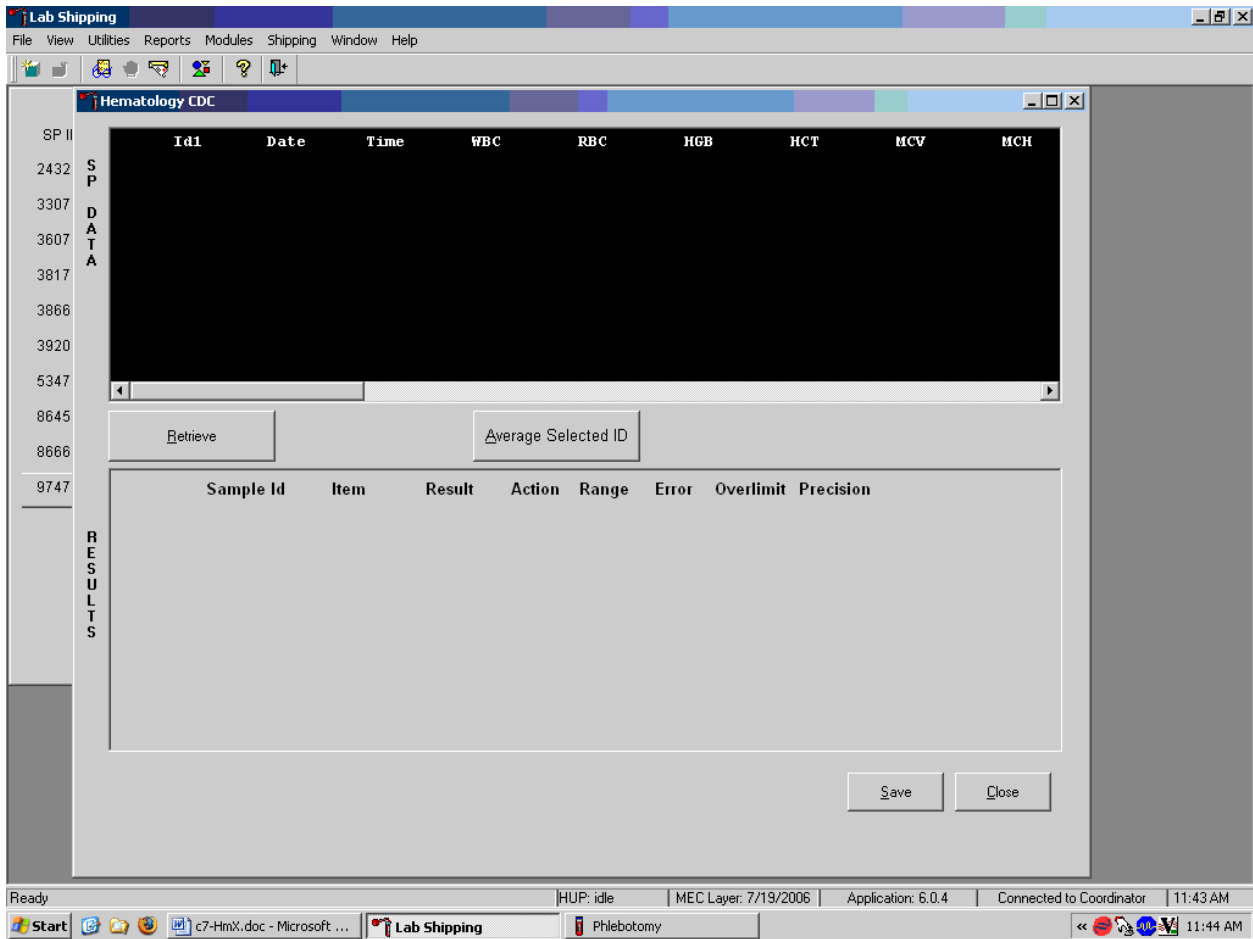 Lab Shipping
File View Utilities Reports Modules Shipping Window Help
Hematology CDC
SP II
2432
3307
3607
3817
3866
3920
5347
8645
8666
9747
SP DATA
Id1 Date Time WBC RBC HGB HCT MCV MCH
Retrieve
Average Selected ID
RESULTS
Sample Id Item Result Action Range Error Overlimit Precision
Save
Close
Ready HUP: idle MEC Layer: 7/19/2006 Application: 6.0.4 Connected to Coordinator 11:43 AM
Start c7-HmX.doc - Microsoft ... Lab Shipping Phlebotomy « 11:44 AM